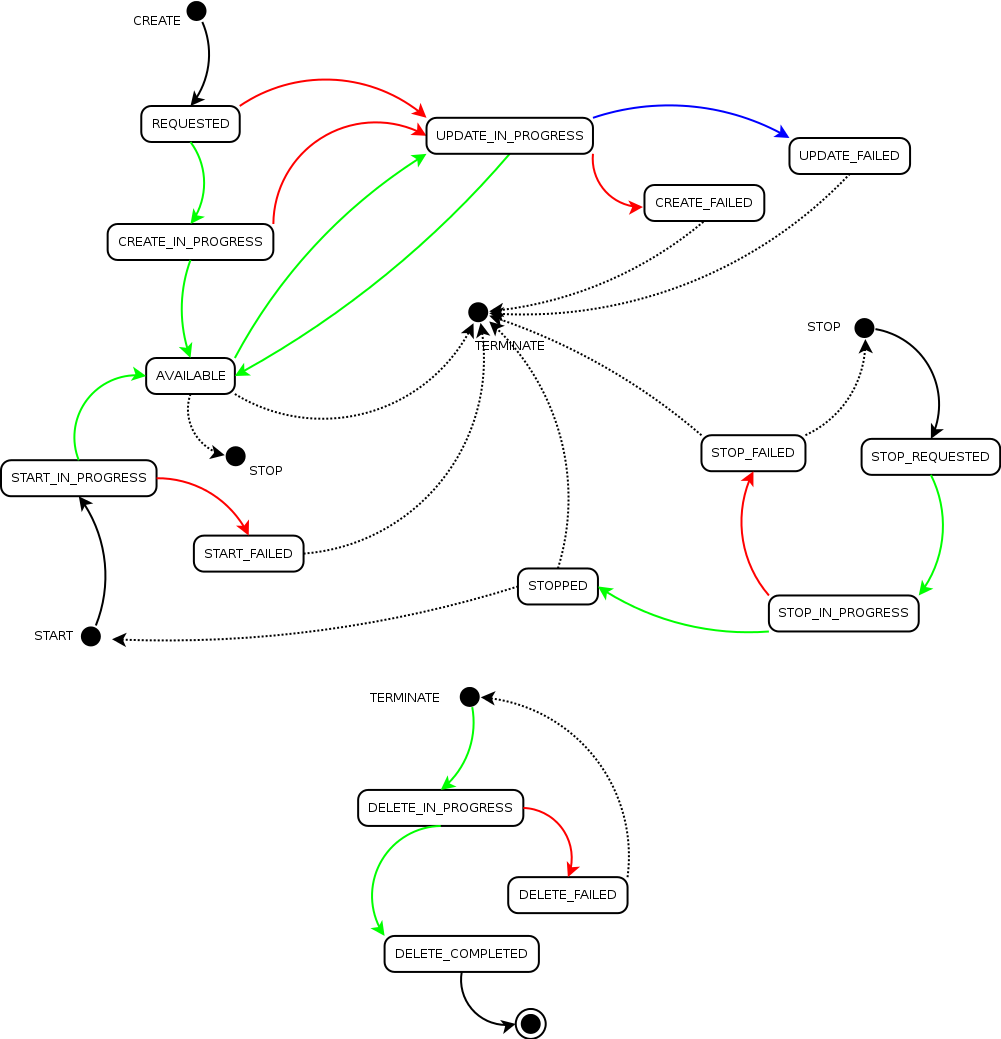 CREATE
REQUESTED
UPDATE_IN_PROGRESS
UPDATE_FAILED
CREATE_FAILED
CREATE_IN_PROGRESS
STOP
TERMINATE
AVAILABLE
STOP_FAILED
STOP_REQUESTED
STOP
START_IN_PROGRESS
START_FAILED
STOPPED
STOP_IN_PROGRESS
START
TERMINATE
DELETE_IN_PROGRESS
DELETE_FAILED
DELETE_COMPLETED